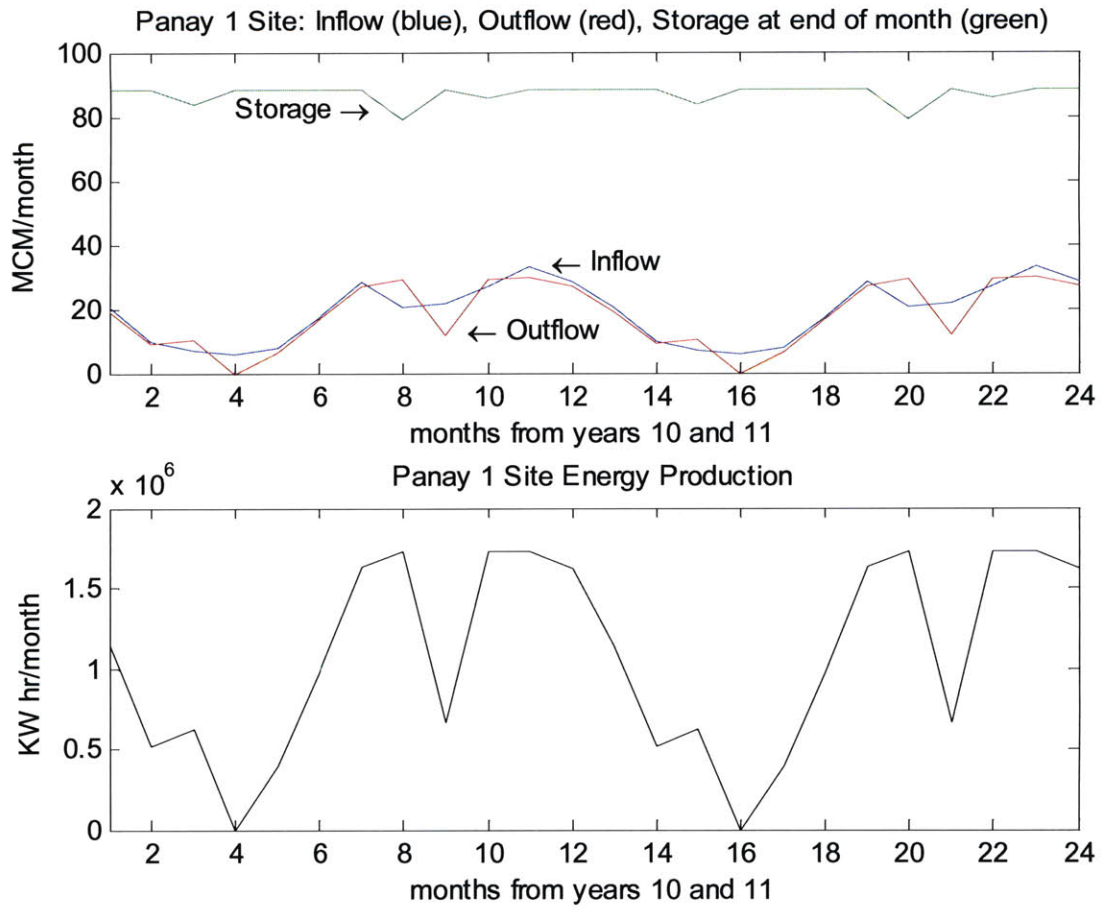 Panay 1 Site: Inflow (blue), Outflow (red), Storage at end of month (green)
100
80
60
40
20
0
MCM/month
Storage →
← Inflow
← Outflow
2 4 6 8 10 12 14 16 18 20 22 24
months from years 10 and 11
x 10^6
Panay 1 Site Energy Production
2
1.5
1
0.5
0
KW hr/month
2 4 6 8 10 12 14 16 18 20 22 24
months from years 10 and 11